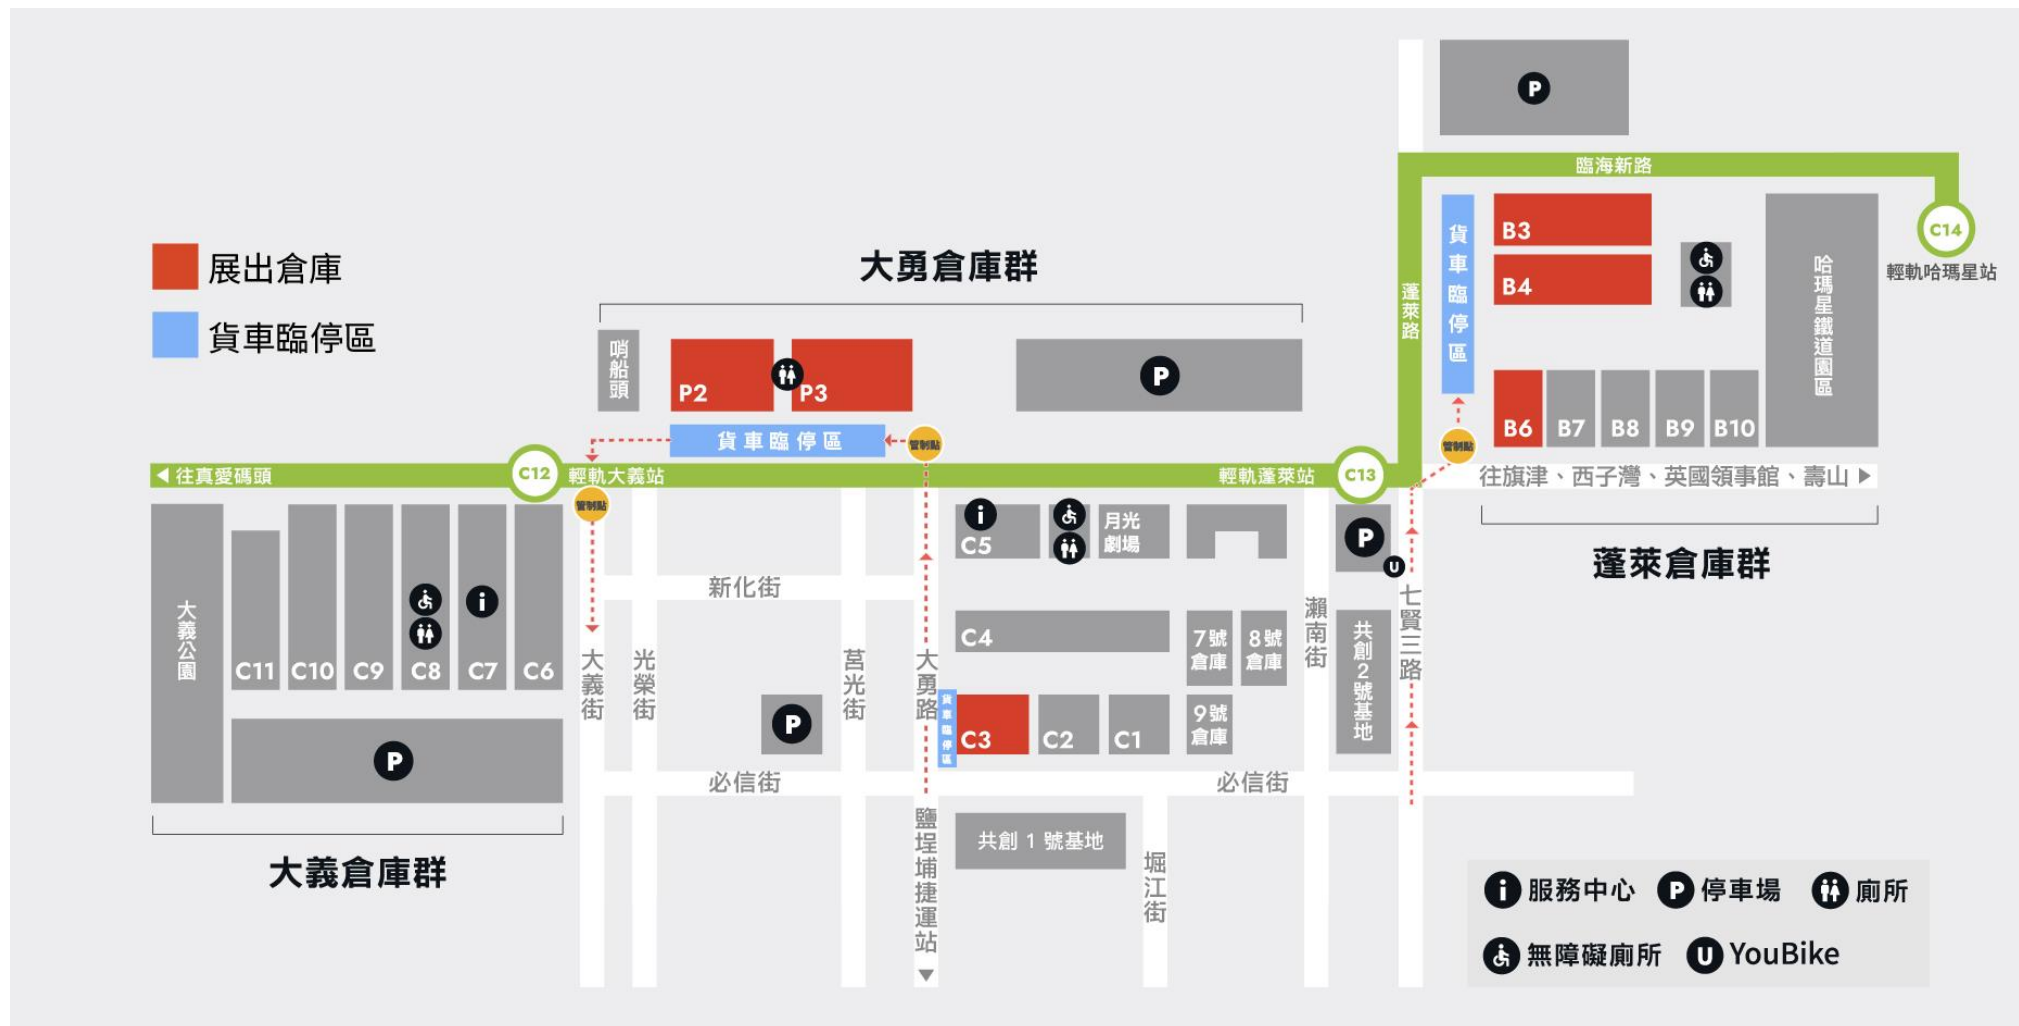 展出倉庫
貨車臨停區
大勇倉庫群
哨船頭
P2
P3
P
貨車臨停區
管制點
P
臨海新路
蓬萊路
貨車臨停區
B3
B4
B6
B7
B8
B9
B10
哈瑪星鐵道園區
C14
輕軌哈瑪星站
管制點
往真愛碼頭
C12
輕軌大義站
輕軌蓬萊站
C13
往旗津、西子灣、英國領事館、壽山
蓬萊倉庫群
管制點
大義公園
C11
C10
C9
C8
i
C7
C6
P
大義倉庫群
大義街
光榮街
新化街
莒光街
大勇路
P
必信街
i
C5
月光
劇場
C4
7號
倉庫
8號
倉庫
貨車臨停區
C3
C2
C1
9號
倉庫
瀨南街
P
U
共創2號基地
七賢三路
必信街
鹽埕埔捷運站
共創 1 號基地
堀江街
i 服務中心
P 停車場
廁所
無障礙廁所
U YouBike